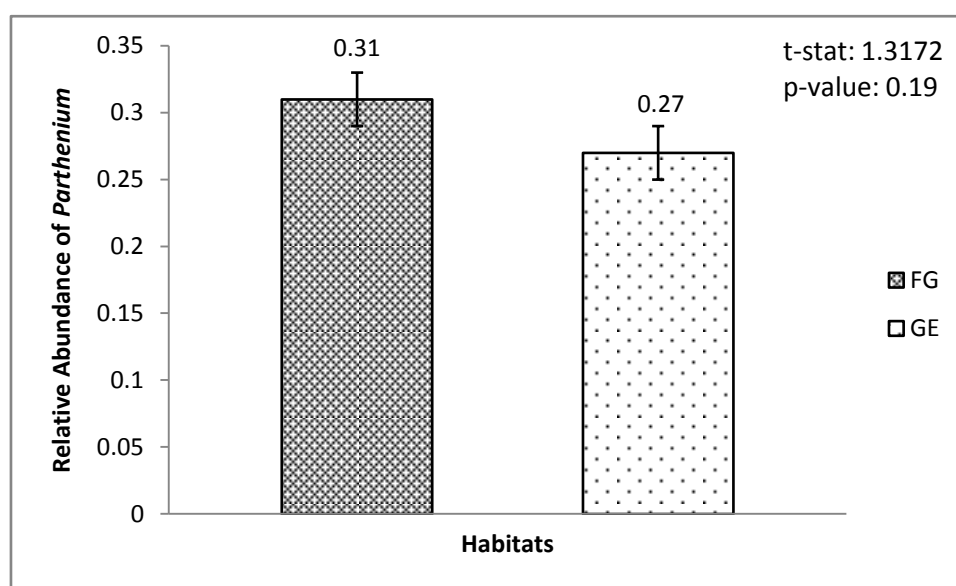 t-stat: 1.3172
p-value: 0.19
0.31
0.27
0.35
0.3
0.25
0.2
0.15
0.1
0.05
0
Relative Abundance of Parthenium
Habitats
FG
GE